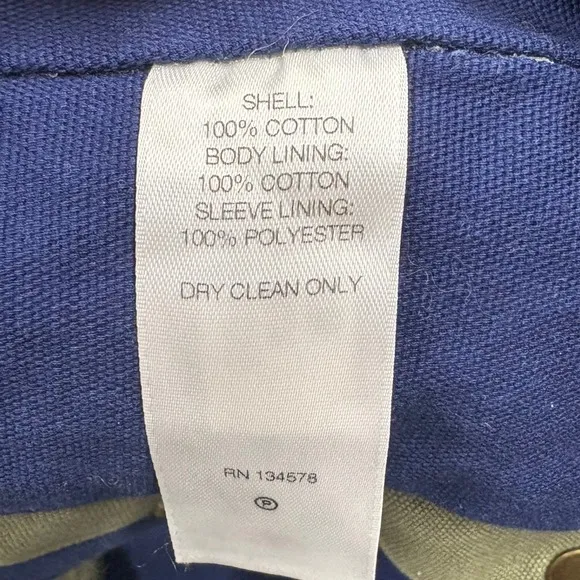 SHELL:
100% COTTON
BODY LINING:
100% COTTON
SLEEVE LINING:
100% POLYESTER
DRY CLEAN ONLY
RN 134578
P